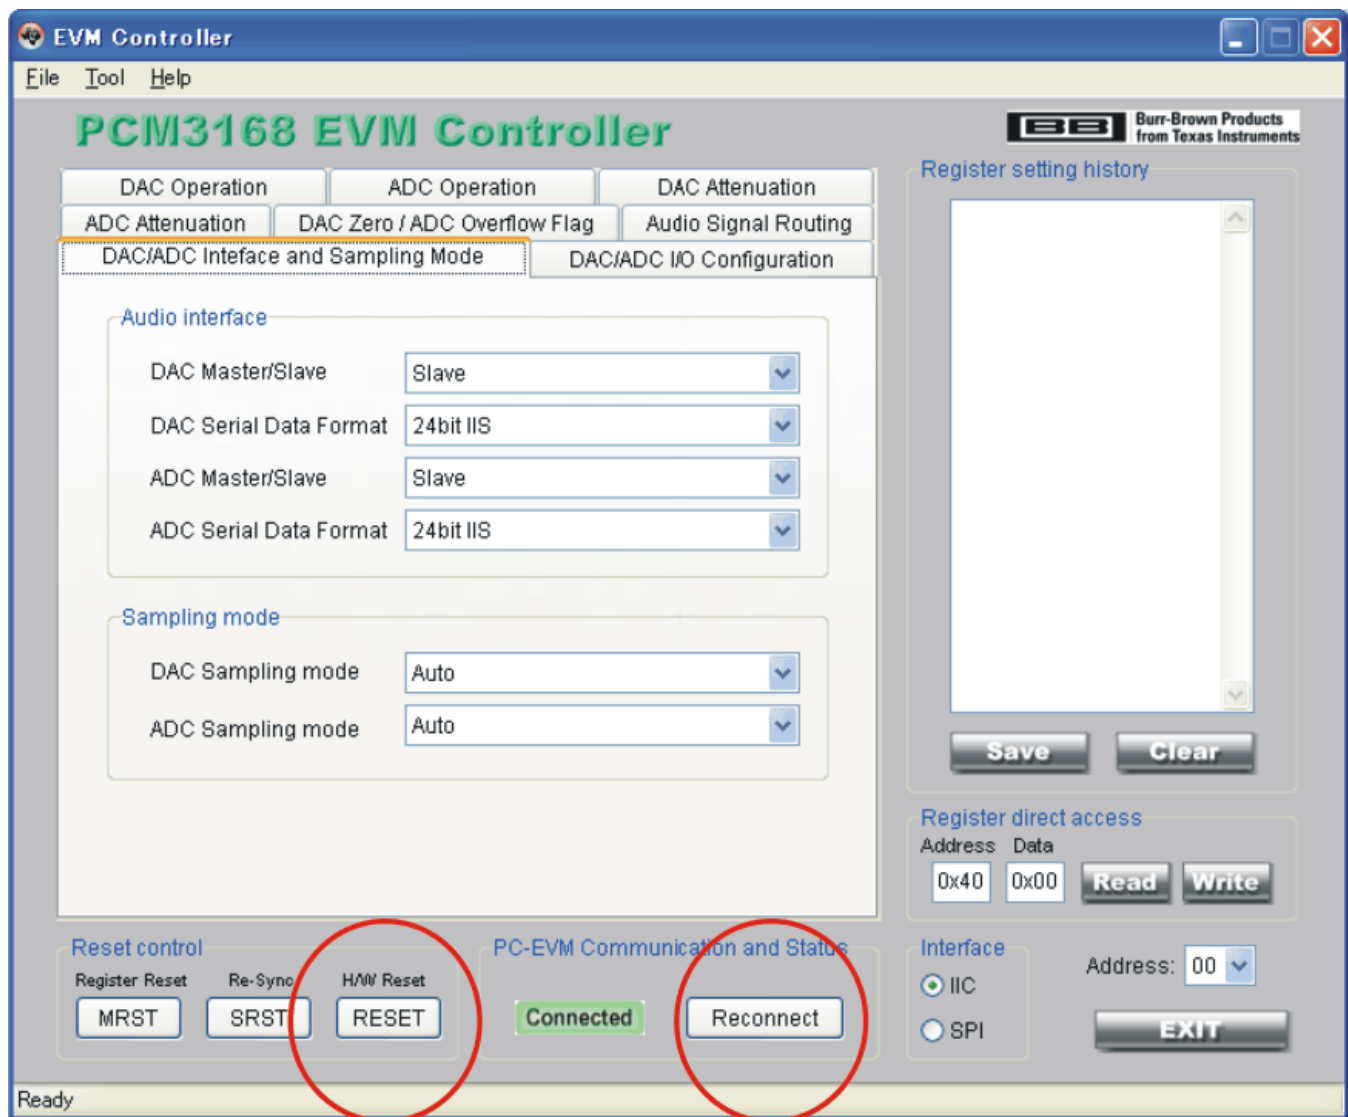 EVM Controller
File Tool Help
PCM3168 EVM Controller
BB Burr-Brown Products
from Texas Instruments
DAC Operation ADC Operation DAC Attenuation
ADC Attenuation DAC Zero / ADC Overflow Flag Audio Signal Routing
DAC/ADC Inteface and Sampling Mode DAC/ADC I/O Configuration
Audio interface
DAC Master/Slave Slave
DAC Serial Data Format 24bit IIS
ADC Master/Slave Slave
ADC Serial Data Format 24bit IIS
Sampling mode
DAC Sampling mode Auto
ADC Sampling mode Auto
Register setting history
Save Clear
Register direct access
Address Data
0x40 0x00 Read Write
Reset control
Register Reset Re-Sync H/W Reset
MRST SRST RESET
PC-EVM Communication and Status
Connected Reconnect
Interface
IIC
SPI
Address: 00
EXIT
Ready